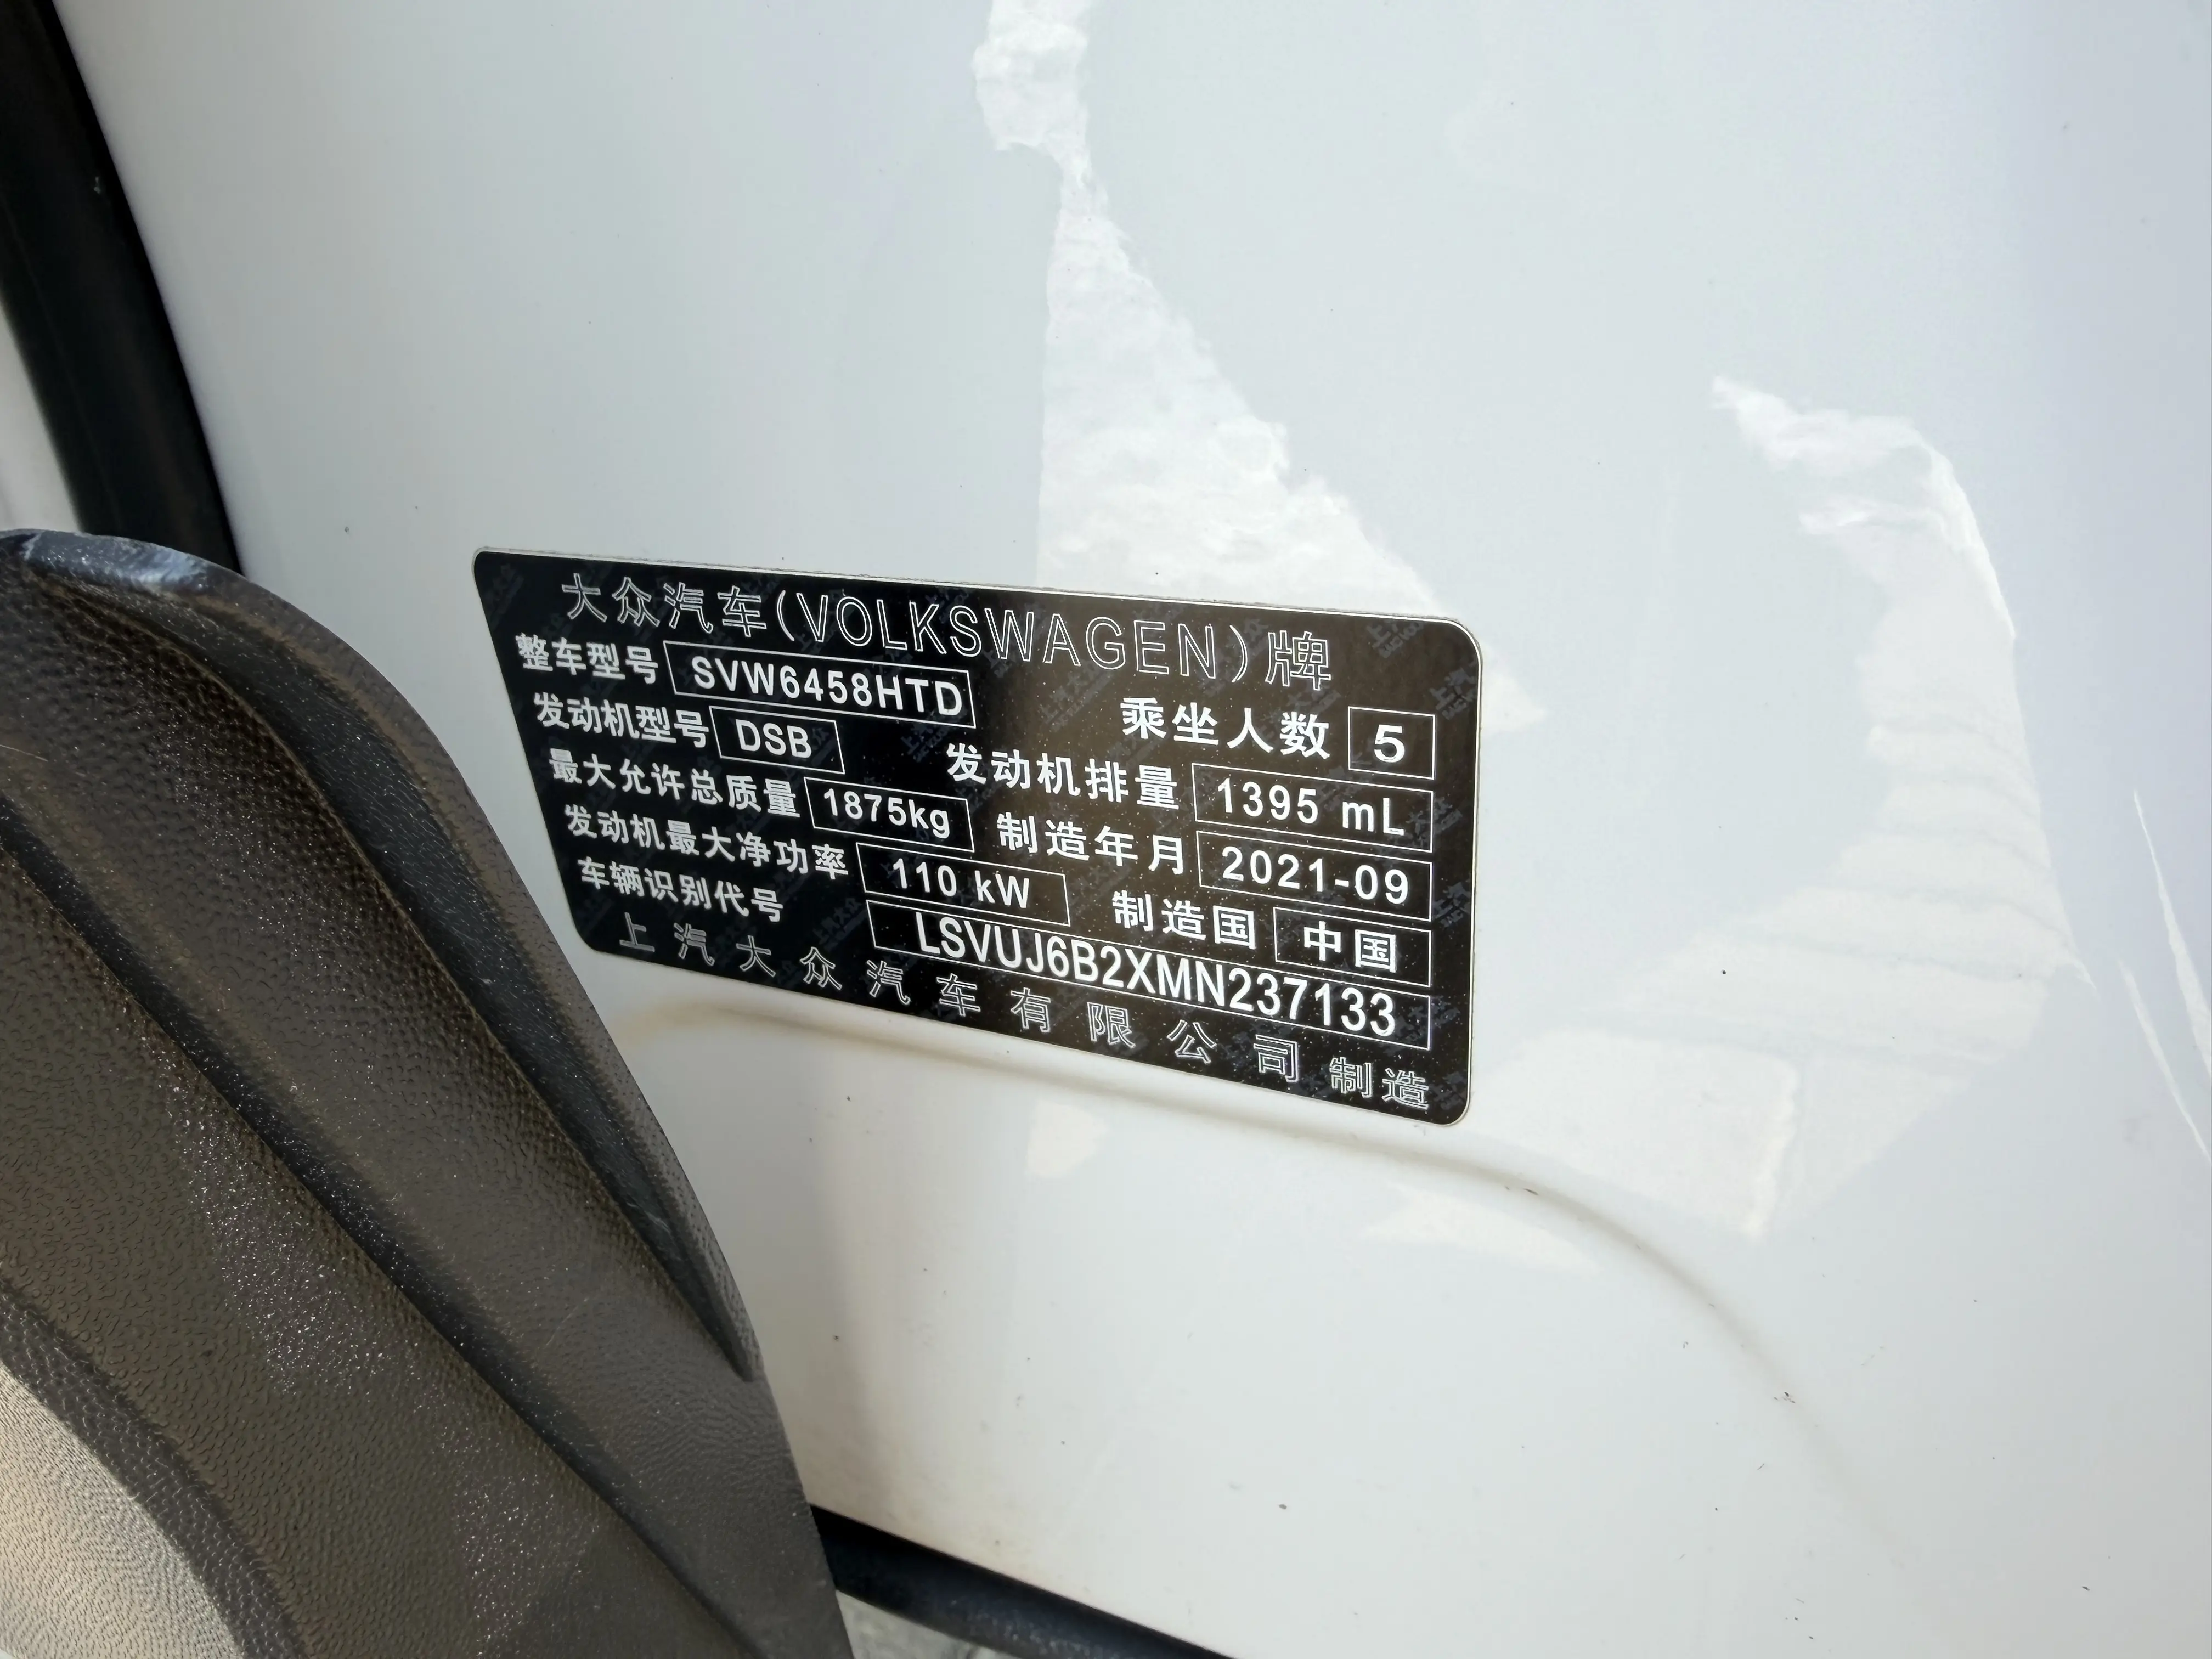 大众汽车(VOLKSWAGEN)牌
整车型号 SVW6458HTD 乘坐人数 5
发动机型号 DSB 发动机排量 1395 mL
最大允许总质量 1875kg 制造年月 2021-09
发动机最大净功率 110 kW 制造国 中国
车辆识别代号 LSVUJ6B2XMN237133
上汽大众汽车有限公司制造